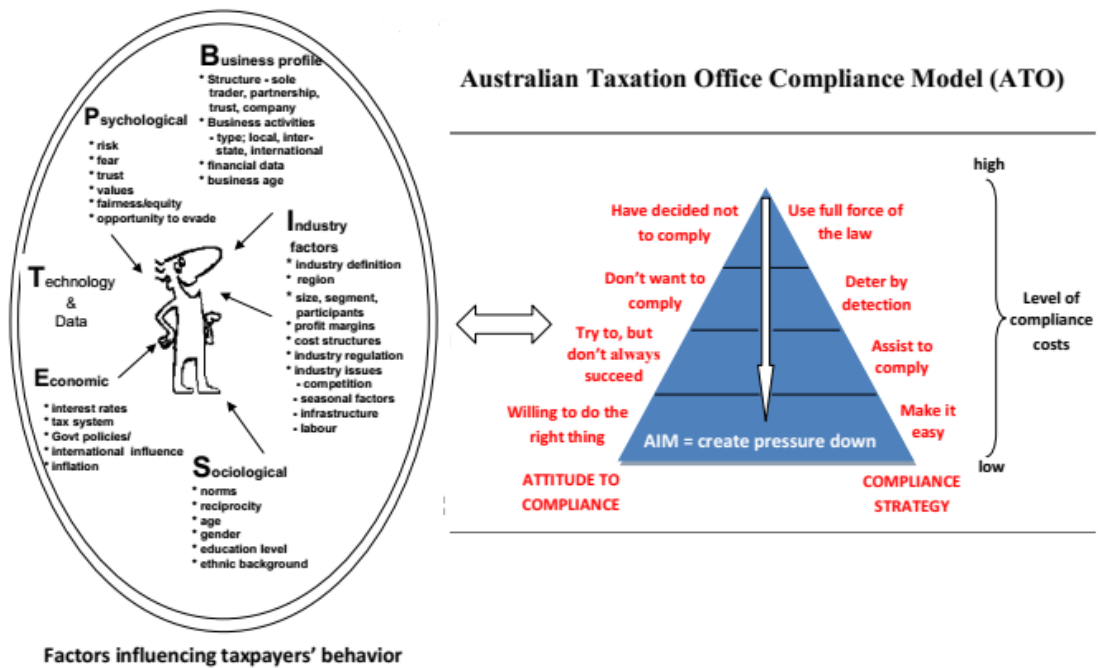 Business profile
* Structure - sole
trader, partnership,
trust, company
* Business activities
- type; local, inter-
state, international
* financial data
* business age
Psychological
* risk
* fear
* trust
* values
* fairness/equity
* opportunity to evade
Industry
factors
* industry definition
* region
* size, segment,
participants
* profit margins
* cost structures
* industry regulation
* industry issues
- competition
- seasonal factors
- infrastructure
- labour
Technology
&
Data
Economic
* interest rates
* tax system
* Govt policies/
* international influence
* inflation
Sociological
* norms
* reciprocity
* age
* gender
* education level
* ethnic background
Factors influencing taxpayers' behavior
Australian Taxation Office Compliance Model (ATO)
Have decided not
to comply
Don't want to
comply
Try to, but
don't always
succeed
Willing to do the
right thing
ATTITUDE TO
COMPLIANCE
AIM = create pressure down
Use full force of
the law
Deter by
detection
Assist to
comply
Make it
easy
COMPLIANCE
STRATEGY
high
Level of
compliance
costs
low